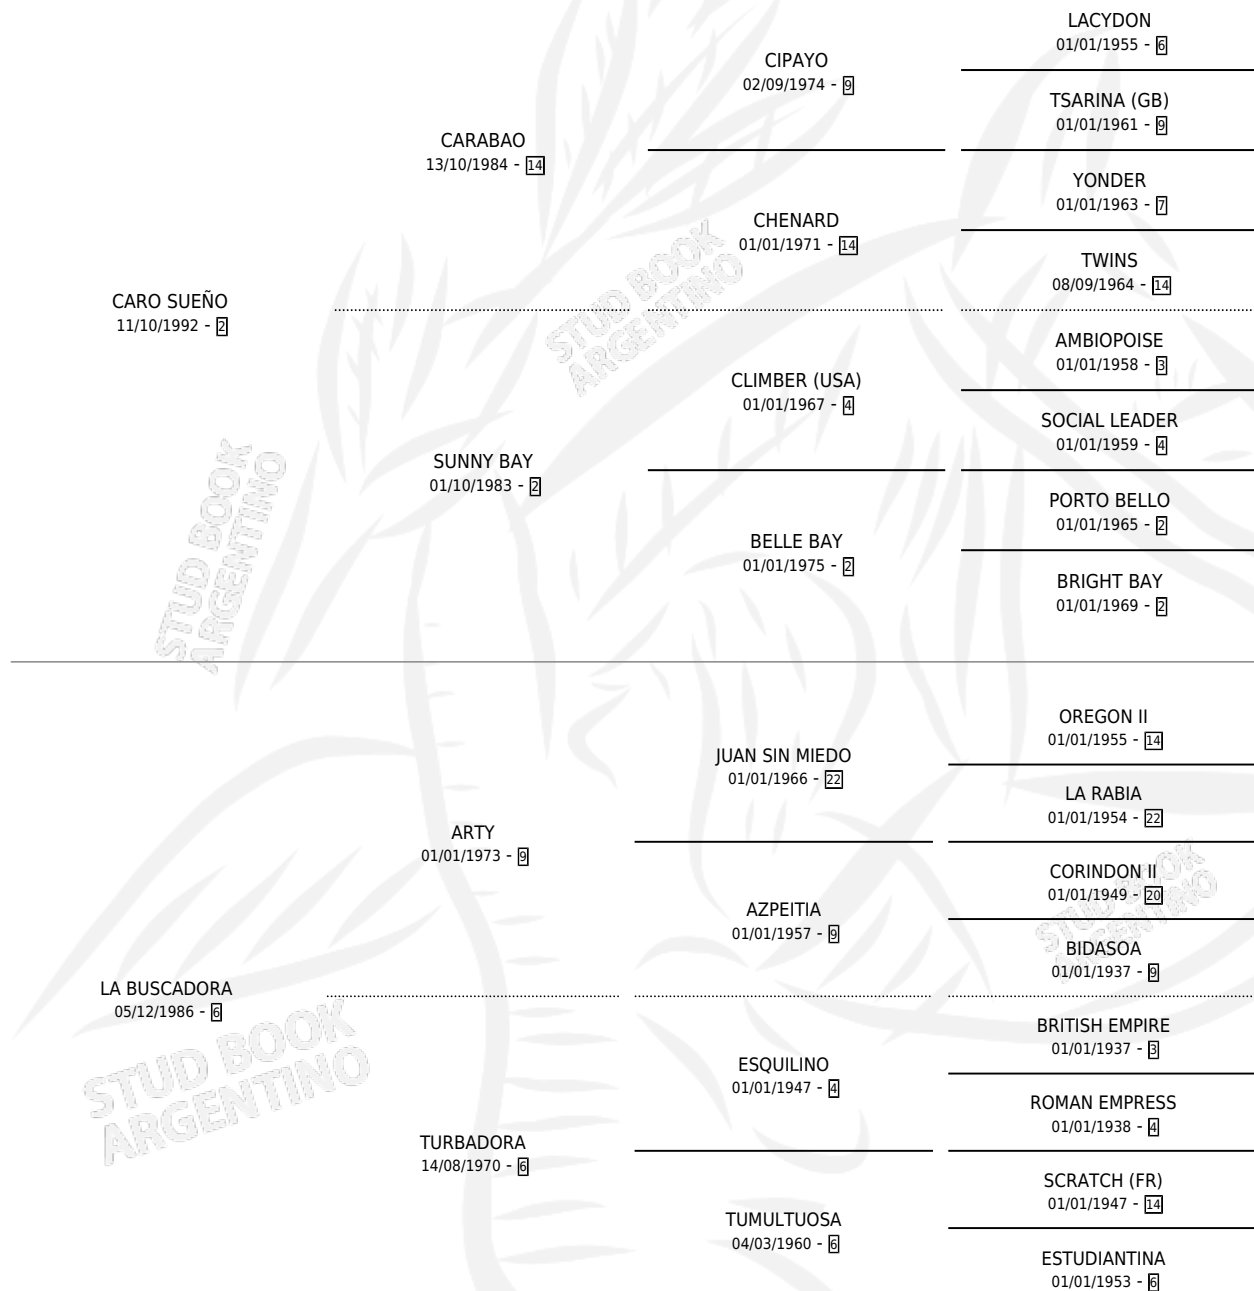 LACYDON
01/01/1955 - 6
CIPAYO
02/09/1974 - 9
TSARINA (GB)
01/01/1961 - 9
CARABAO
13/10/1984 - 14
YONDER
01/01/1963 - 7
CHENARD
01/01/1971 - 14
TWINS
08/09/1964 - 14
CARO SUEÑO
11/10/1992 - 2
AMBIOPOISE
01/01/1958 - 3
CLIMBER (USA)
01/01/1967 - 4
SOCIAL LEADER
01/01/1959 - 4
SUNNY BAY
01/10/1983 - 2
PORTO BELLO
01/01/1965 - 2
BELLE BAY
01/01/1975 - 2
BRIGHT BAY
01/01/1969 - 2
STUD BOOK
ARGENTINO
STUD BOOK
ARGENTINO
OREGON II
01/01/1955 - 14
JUAN SIN MIEDO
01/01/1966 - 22
LA RABIA
01/01/1954 - 22
ARTY
01/01/1973 - 9
CORINDON II
01/01/1949 - 20
AZPEITIA
01/01/1957 - 9
BIDASOA
01/01/1937 - 9
STUD BOOK
ARGENTINO
LA BUSCADORA
05/12/1986 - 6
BRITISH EMPIRE
01/01/1937 - 3
ESQUILINO
01/01/1947 - 4
ROMAN EMPRESS
01/01/1938 - 4
STUD BOOK
ARGENTINO
TURBADORA
14/08/1970 - 6
SCRATCH (FR)
01/01/1947 - 14
TUMULTUOSA
04/03/1960 - 6
ESTUDIANTINA
01/01/1953 - 6